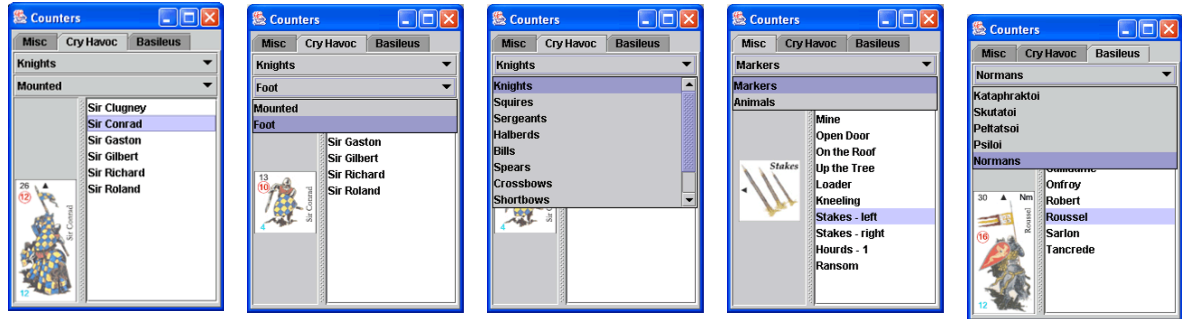 Counters
Misc Cry Havoc Basileus
Knights
Mounted
Sir Clugney
Sir Conrad
Sir Gaston
Sir Gilbert
Sir Richard
Sir Roland
26
12
Sir Conrad
12
Counters
Misc Cry Havoc Basileus
Knights
Foot
Mounted
Foot
Sir Gaston
Sir Gilbert
Sir Richard
Sir Roland
13
10
Sir Conrad
4
Counters
Misc Cry Havoc Basileus
Knights
Knights
Squires
Sergeants
Halberds
Bills
Spears
Crossbows
Shortbows
4
Counters
Misc Cry Havoc Basileus
Markers
Markers
Animals
Mine
Open Door
On the Roof
Up the Tree
Loader
Kneeling
Stakes - left
Stakes - right
Hourds - 1
Ransom
Stakes
Counters
Misc Cry Havoc Basileus
Normans
Kataphraktoi
Skutatoi
Peltatsoi
Psiloi
Normans
Onfroy
Robert
Roussel
Sarlon
Tancrede
30 Nm
Roussel
16
12